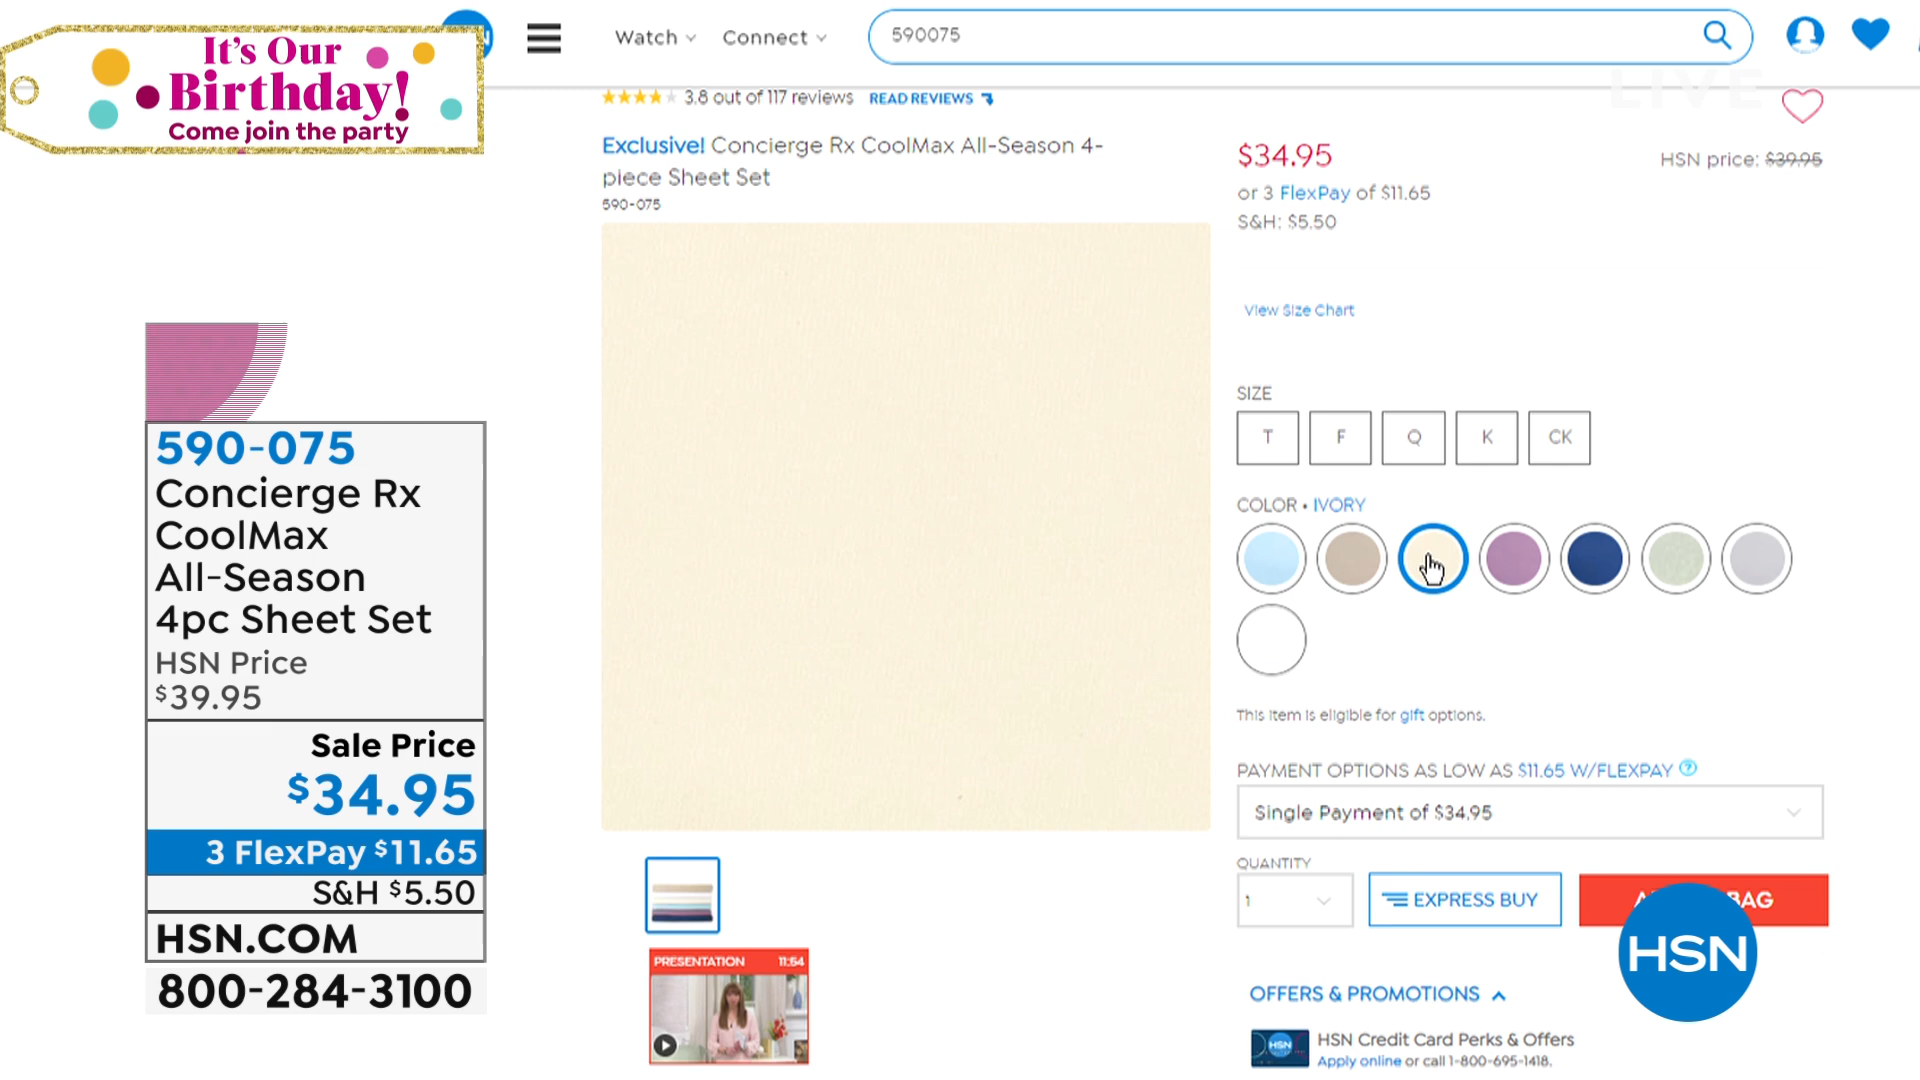 It's Our
Birthday!
Come join the party
Watch
Connect
590075
LIVE
3.8 out of 117 reviews
READ REVIEWS
Exclusive! Concierge Rx CoolMax All-Season 4-
piece Sheet Set
590-075
$34.95
HSN price: $39.95
or 3 FlexPay of $11.65
S&H: $5.50
View Size Chart
SIZE
T
F
Q
K
CK
COLOR • IVORY
This item is eligible for gift options.
PAYMENT OPTIONS AS LOW AS $11.65 W/FLEXPAY ?
Single Payment of $34.95
QUANTITY
1
EXPRESS BUY
BAG
HSN
OFFERS & PROMOTIONS
HSN
HSN Credit Card Perks & Offers
Apply online or call 1-800-695-1418.
PRESENTATION 11:54
590-075
Concierge Rx
CoolMax
All-Season
4pc Sheet Set
HSN Price
$39.95
Sale Price
$34.95
3 FlexPay $11.65
S&H $5.50
HSN.COM
800-284-3100